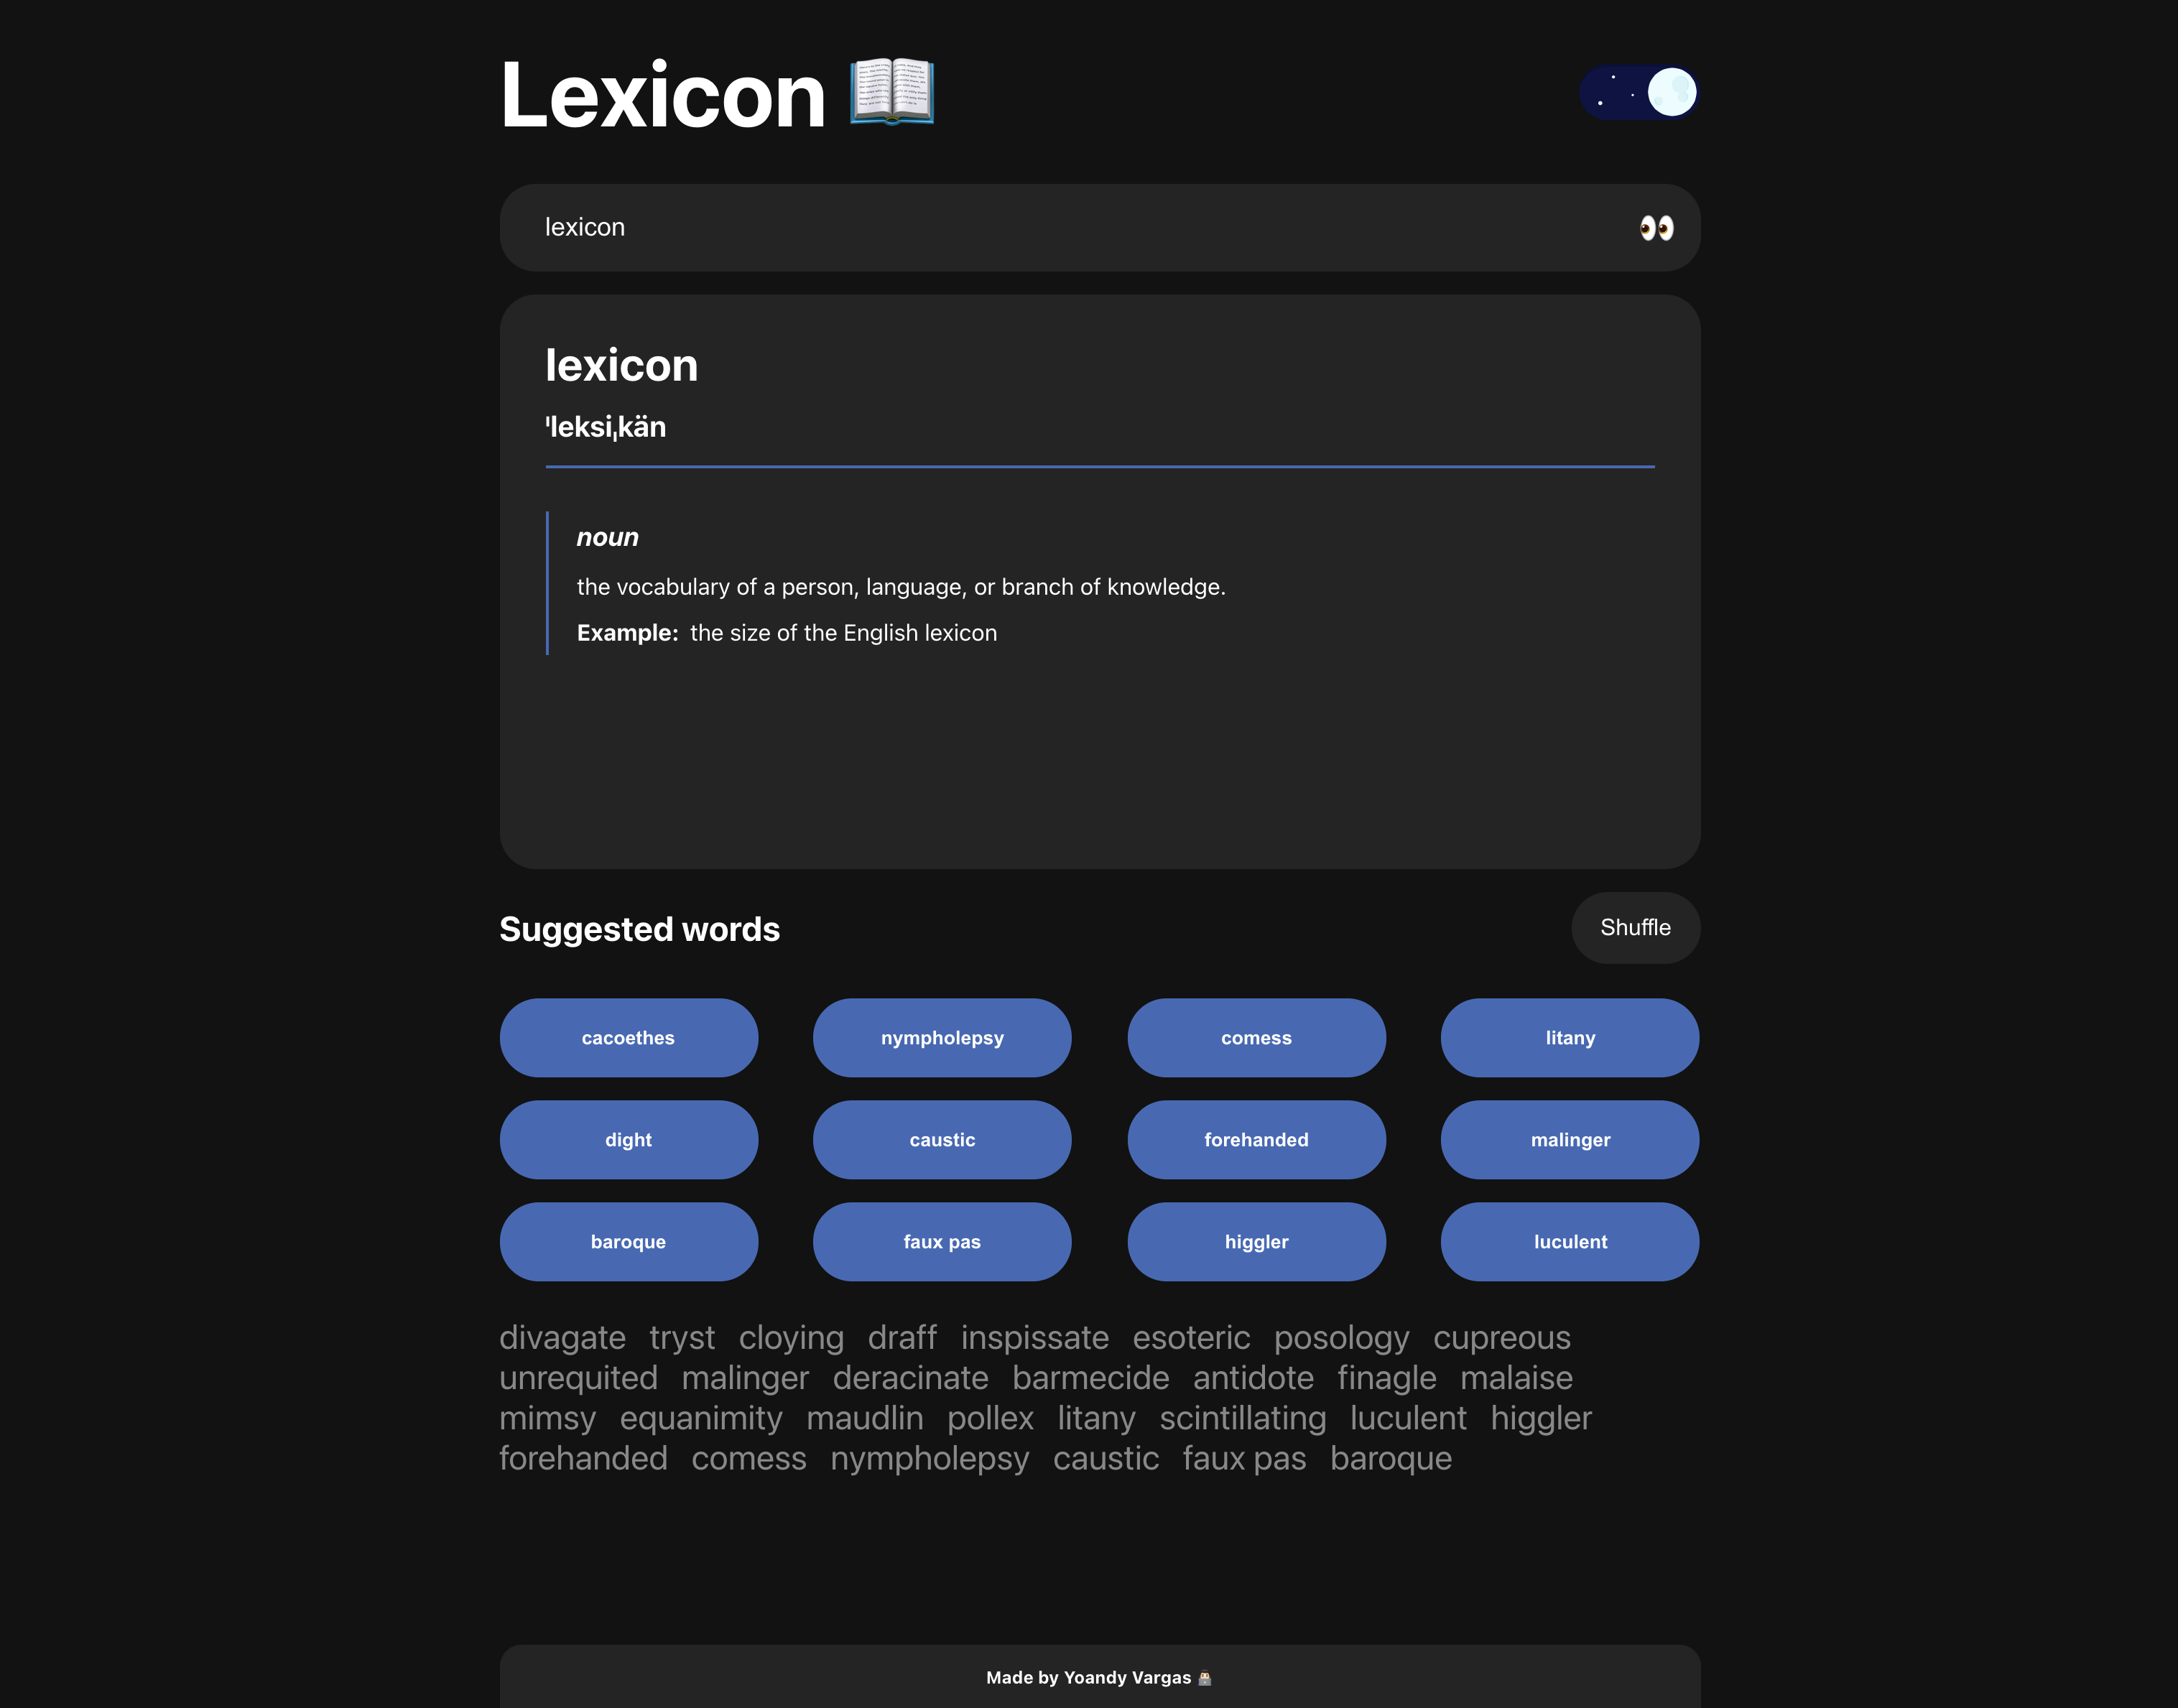 Lexicon 📖
lexicon 👀
lexicon
ˈleksiˌkän
noun
the vocabulary of a person, language, or branch of knowledge.
Example: the size of the English lexicon
Suggested words
Shuffle
cacoethes nympholepsy comess litany
dight caustic forehanded malinger
baroque faux pas higgler luculent
divagate tryst cloying draff inspissate esoteric posology cupreous
unrequited malinger deracinate barmecide antidote finagle malaise
mimsy equanimity maudlin pollex litany scintillating luculent higgler
forehanded comess nympholepsy caustic faux pas baroque
Made by Yoandy Vargas 👨🏻‍💻